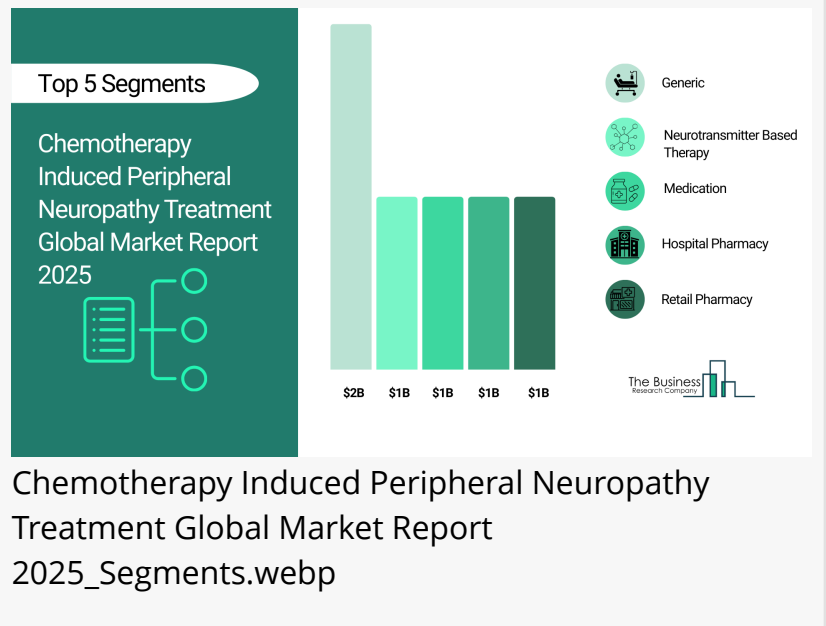 Top 5 Segments
Chemotherapy
Induced Peripheral
Neuropathy Treatment
Global Market Report
2025
$2B
$1B
$1B
$1B
$1B
Generic
Neurotransmitter Based
Therapy
Medication
Hospital Pharmacy
Retail Pharmacy
The Business
Research Company
Chemotherapy Induced Peripheral Neuropathy
Treatment Global Market Report
2025_Segments.webp